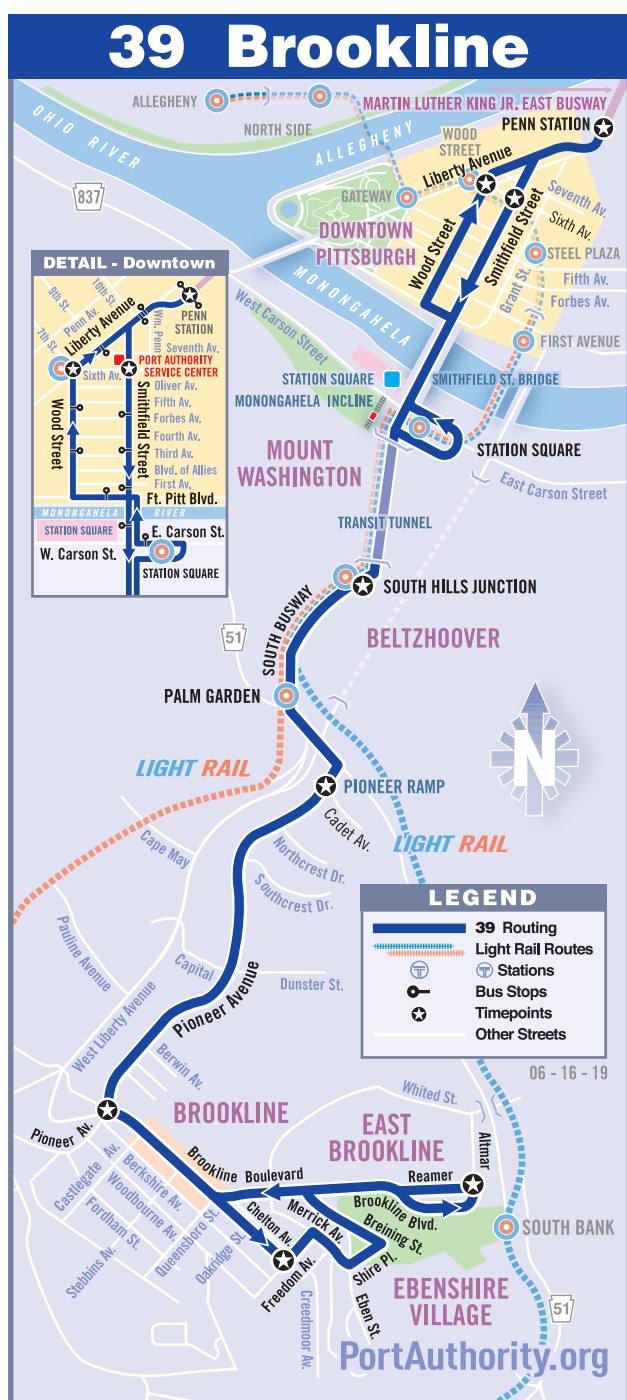 39 Brookline
ALLEGHENY
MARTIN LUTHER KING JR. EAST BUSWAY
OHIO RIVER
NORTH SIDE
ALLEGHENY
WOOD
STREET
PENN STATION
Liberty Avenue
837
GATEWAY
Seventh Av.
Sixth Av.
DOWNTOWN
PITTSBURGH
Wood Street
Smithfield Street
Grant St.
STEEL PLAZA
Fifth Av.
Forbes Av.
MONONGAHELA
FIRST AVENUE
West Carson Street
STATION SQUARE
SMITHFIELD ST. BRIDGE
MONONGAHELA INCLINE
MOUNT
WASHINGTON
STATION SQUARE
East Carson Street
TRANSIT TUNNEL
DETAIL - Downtown
10th St.
9th St.
Penn Av.
7th St.
Liberty Avenue
Wm. Penn
PENN
STATION
Seventh Av.
PORT AUTHORITY
SERVICE CENTER
Sixth Av.
Oliver Av.
Fifth Av.
Forbes Av.
Fourth Av.
Third Av.
Blvd. of Allies
First Av.
Wood Street
Smithfield Street
Ft. Pitt Blvd.
MONONGAHELA RIVER
STATION SQUARE
E. Carson St.
W. Carson St.
STATION SQUARE
SOUTH HILLS JUNCTION
SOUTH BUSWAY
51
BELTZHOOVER
PALM GARDEN
N
LIGHT RAIL
PIONEER RAMP
Cadet Av.
LIGHT RAIL
Cape May
Northcrest Dr.
Southcrest Dr.
Pauline Avenue
Capital
Dunster St.
Pioneer Avenue
West Liberty Avenue
Berwin Av.
LEGEND
39 Routing
Light Rail Routes
T T Stations
Bus Stops
Timepoints
Other Streets
06 - 16 - 19
Whited St.
Pioneer Av.
BROOKLINE
EAST
BROOKLINE
Altmar
Castlegate Av.
Berkshire Av.
Woodbourne Av.
Fordham St.
Stebbins Av.
Queensboro St.
Oakridge St.
Brookline Boulevard
Reamer
Brookline Blvd.
Chelton Av.
Merrick Av.
Breining St.
Freedom Av.
Shire Pl.
SOUTH BANK
Creedmoor Av.
Eben St.
EBENSHIRE
VILLAGE
51
PortAuthority.org